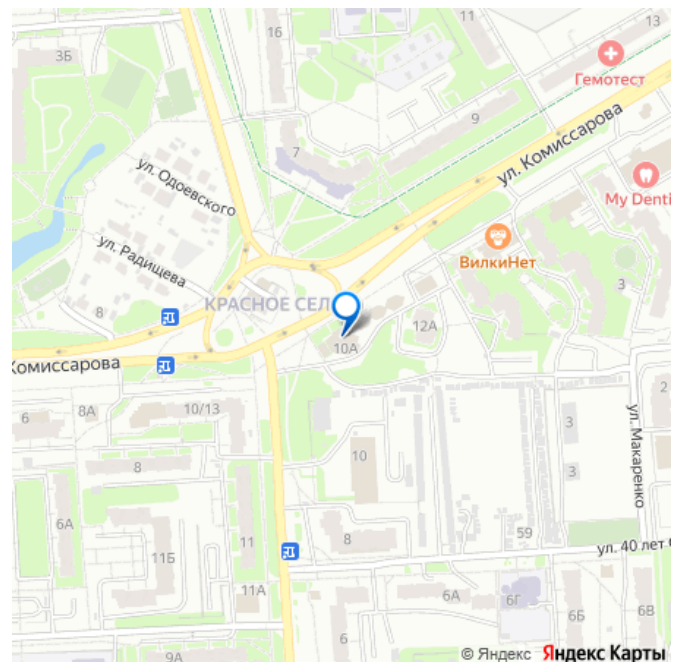 16
11
13
Гемотест
3Б
9
7
ул. Комиссарова
ул. Одоевского
My Denti
ВилкиНет
ул. Радищева
3
8
КРАСНОЕ СЕЛ
12А
10А
Комиссарова
2
10/13
8А
6
3
ул. Макаренко
8
10
3
6А
11Б
11
8
59
ул. 40 лет
11А
6А
6Г
6Б
6В
6
9А
© Яндекс Яндекс Карты